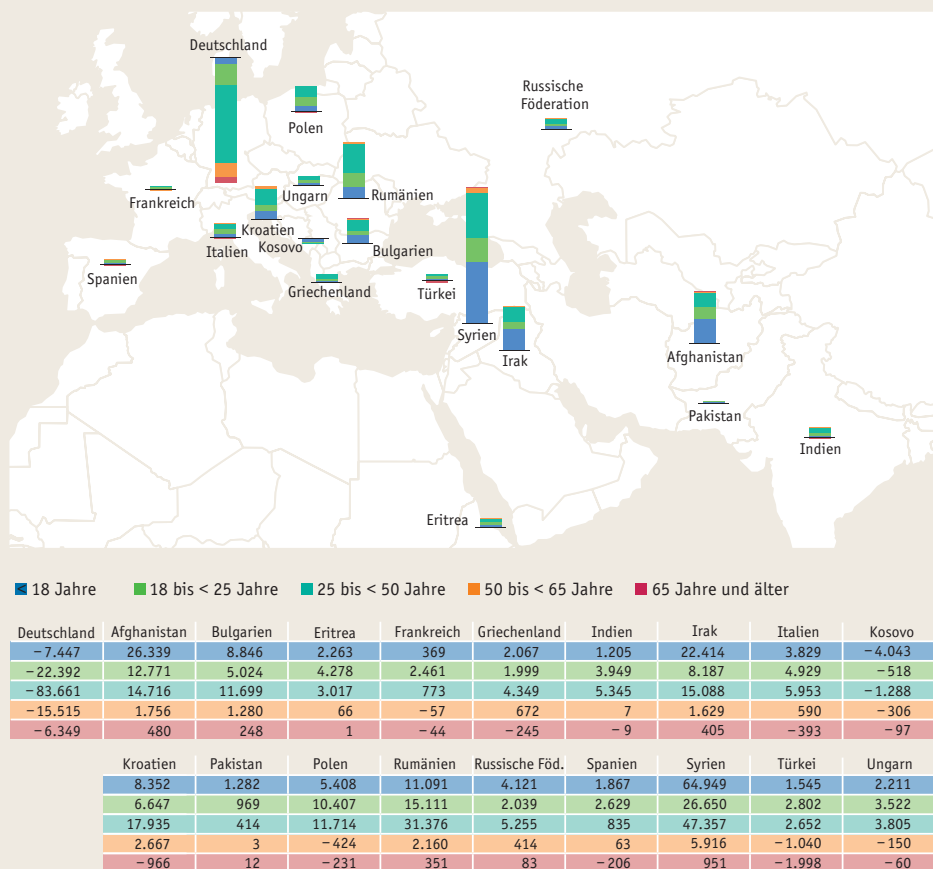 Deutschland
Russische
Föderation
Polen
Ungarn
Rumänien
Frankreich
Kroatien
Italien
Kosovo
Bulgarien
Spanien
Griechenland
Türkei
Syrien
Irak
Afghanistan
Pakistan
Indien
Eritrea
< 18 Jahre 18 bis < 25 Jahre 25 bis < 50 Jahre 50 bis < 65 Jahre 65 Jahre und älter
Deutschland Afghanistan Bulgarien Eritrea Frankreich Griechenland Indien Irak Italien Kosovo
−7.447 26.339 8.846 2.263 369 2.067 1.205 22.414 3.829 −4.043
−22.392 12.771 5.024 4.278 2.461 1.999 3.949 8.187 4.929 −518
−83.661 14.716 11.699 3.017 773 4.349 5.345 15.088 5.953 −1.288
−15.515 1.756 1.280 66 −57 672 7 1.629 590 −306
−6.349 480 248 1 −44 −245 −9 405 −393 −97
Kroatien Pakistan Polen Rumänien Russische Föd. Spanien Syrien Türkei Ungarn
8.352 1.282 5.408 11.091 4.121 1.867 64.949 1.545 2.211
6.647 969 10.407 15.111 2.039 2.629 26.650 2.802 3.522
17.935 414 11.714 31.376 5.255 835 47.357 2.652 3.805
2.667 3 −424 2.160 414 63 5.916 −1.040 −150
−966 12 −231 351 83 −206 951 −1.998 −60